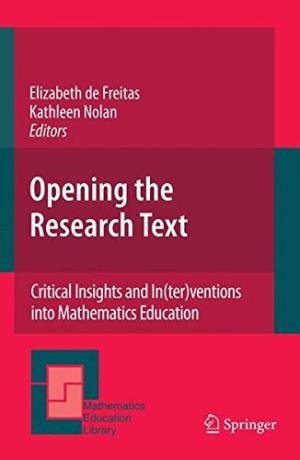 Elizabeth de Freitas
Kathleen Nolan
Editors
Opening the
Research Text
Critical Insights and In(ter)ventions
into Mathematics Education
Mathematics
Education
Library
Springer